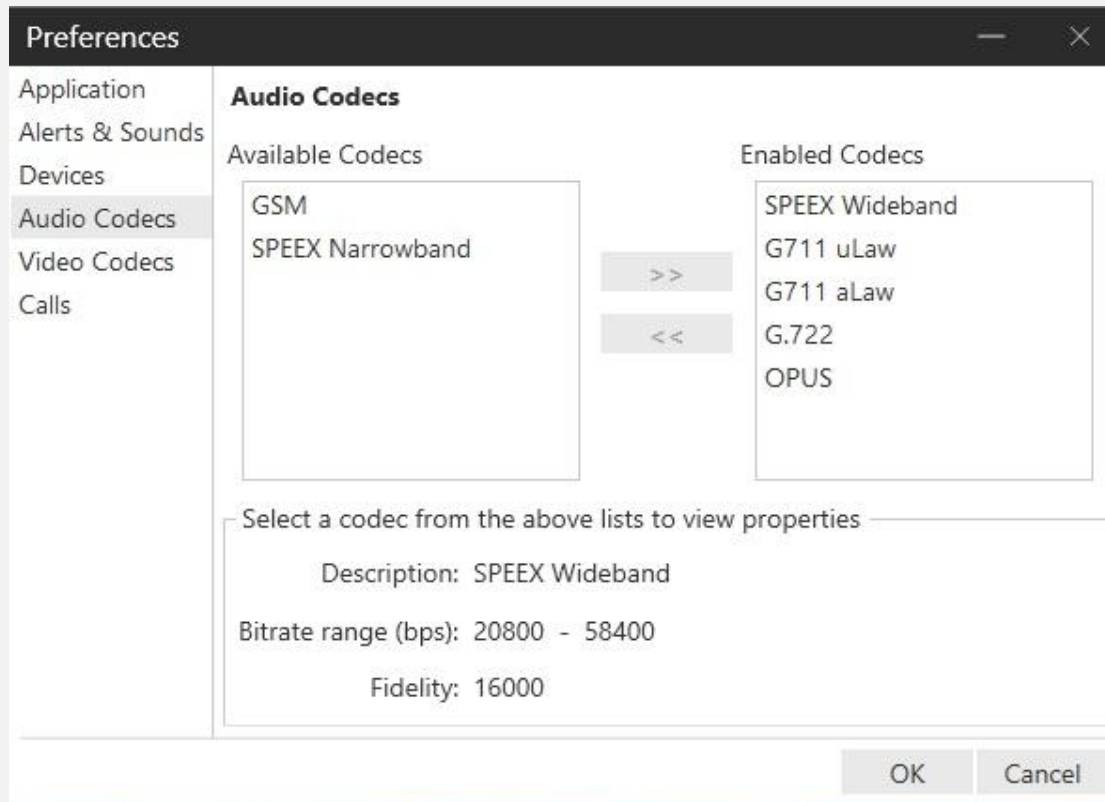 Preferences
Application
Alerts & Sounds
Devices
Audio Codecs
Video Codecs
Calls
Audio Codecs
Available Codecs
GSM
SPEEX Narrowband
>>
<<
Enabled Codecs
SPEEX Wideband
G711 uLaw
G711 aLaw
G.722
OPUS
Select a codec from the above lists to view properties
Description: SPEEX Wideband
Bitrate range (bps): 20800 - 58400
Fidelity: 16000
OK
Cancel